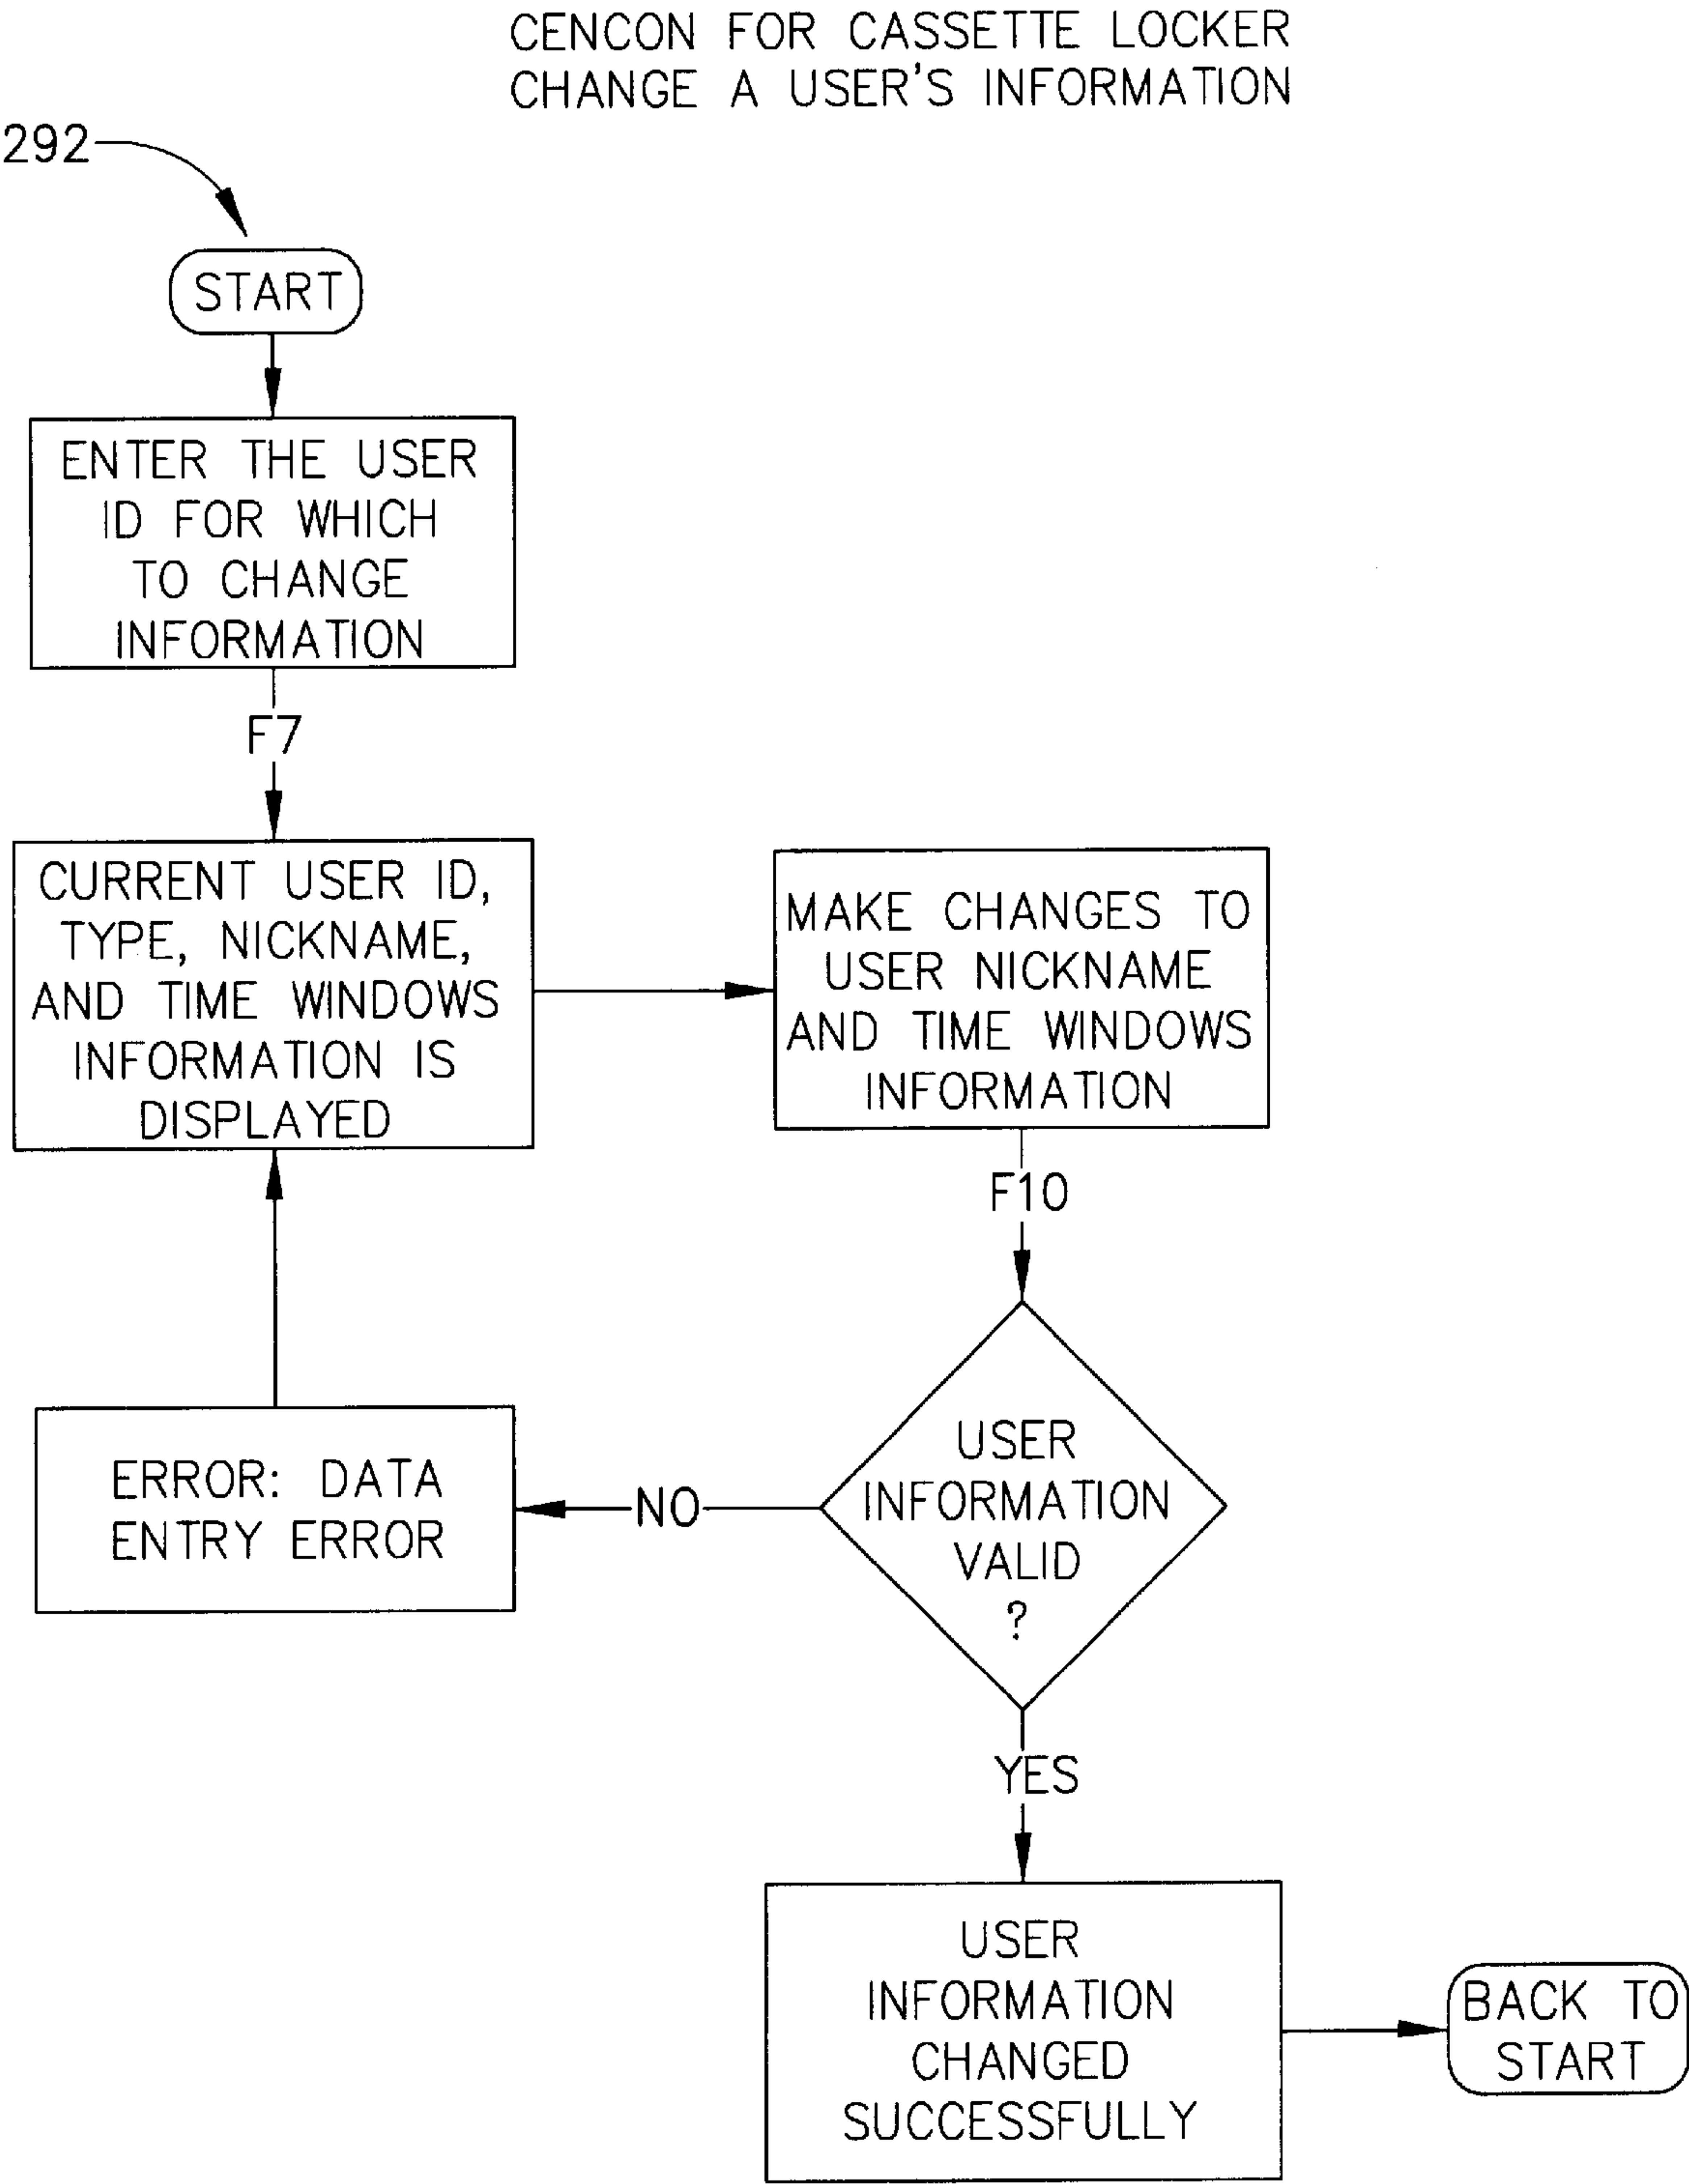 CENCON FOR CASSETTE LOCKER
CHANGE A USER'S INFORMATION
292
START
ENTER THE USER
ID FOR WHICH
TO CHANGE
INFORMATION
F7
CURRENT USER ID,
TYPE, NICKNAME,
AND TIME WINDOWS
INFORMATION IS
DISPLAYED
MAKE CHANGES TO
USER NICKNAME
AND TIME WINDOWS
INFORMATION
F10
USER
INFORMATION
VALID
?
NO
ERROR: DATA
ENTRY ERROR
YES
USER
INFORMATION
CHANGED
SUCCESSFULLY
BACK TO
START